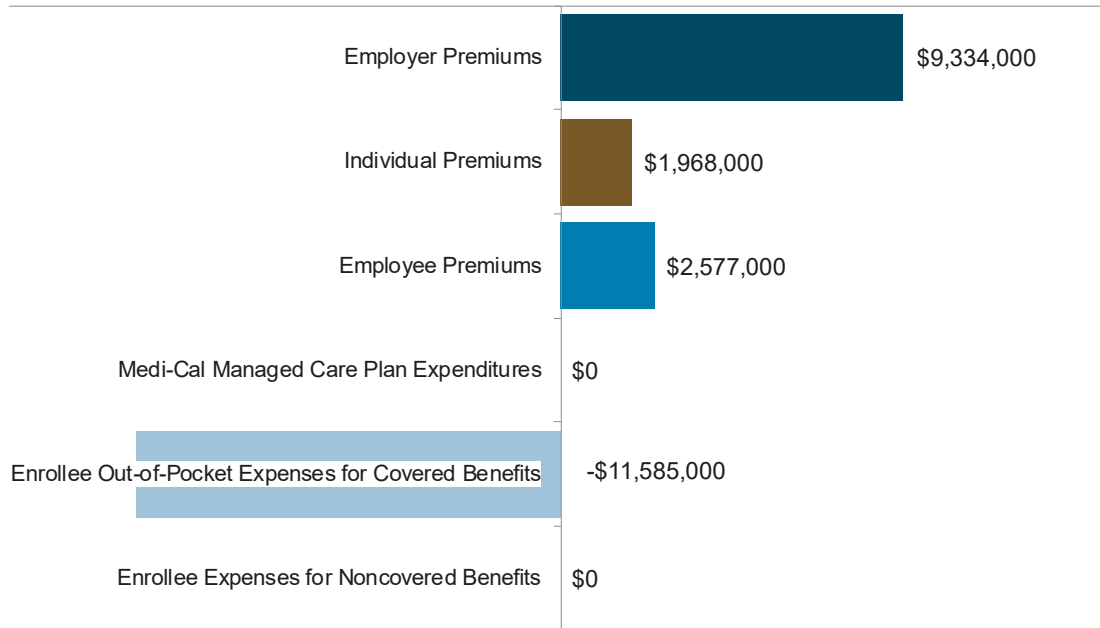 Employer Premiums
$9,334,000
Individual Premiums
$1,968,000
Employee Premiums
$2,577,000
Medi-Cal Managed Care Plan Expenditures
$0
Enrollee Out-of-Pocket Expenses for Covered Benefits
-$11,585,000
Enrollee Expenses for Noncovered Benefits
$0